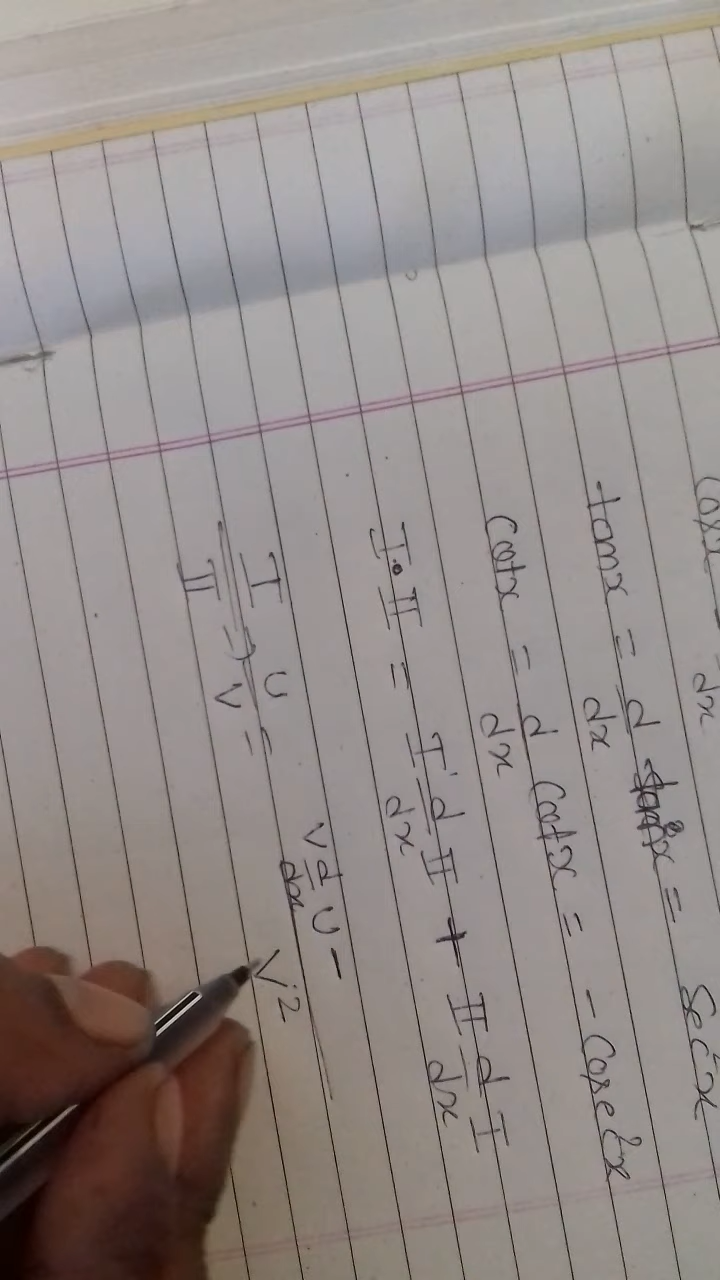 tanx = d/dx tanx = Sec²x
Cotx = d/dx Cotx = - Cosec²x
I•II = I d/dx II + II d/dx I
I/II => U/V = (V d/dx U -)/V²